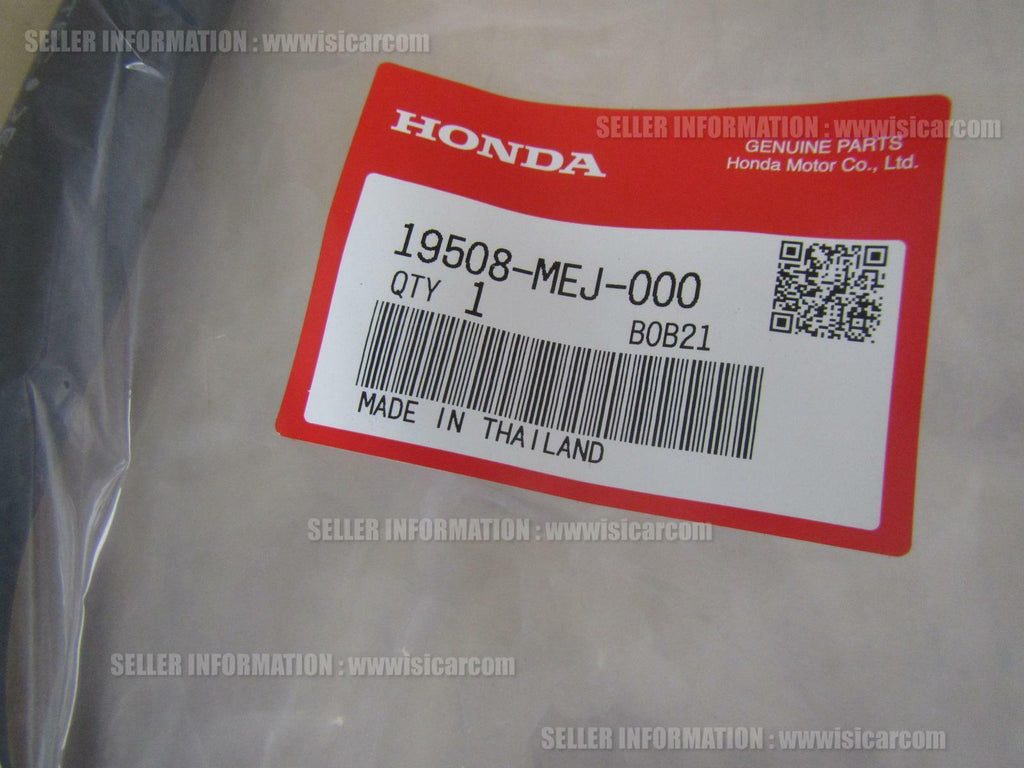 SELLER INFORMATION : wwwisicarcom
HONDA
SELLER INFORMATION : wwwisicarcom
GENUINE PARTS
Honda Motor Co., Ltd.
19508-MEJ-000
QTY 1
B0B21
MADE IN THAILAND
SELLER INFORMATION : wwwisicarcom
SELLER INFORMATION : wwwisicarcom
SELLER INFORMATION : wwwisicarcom